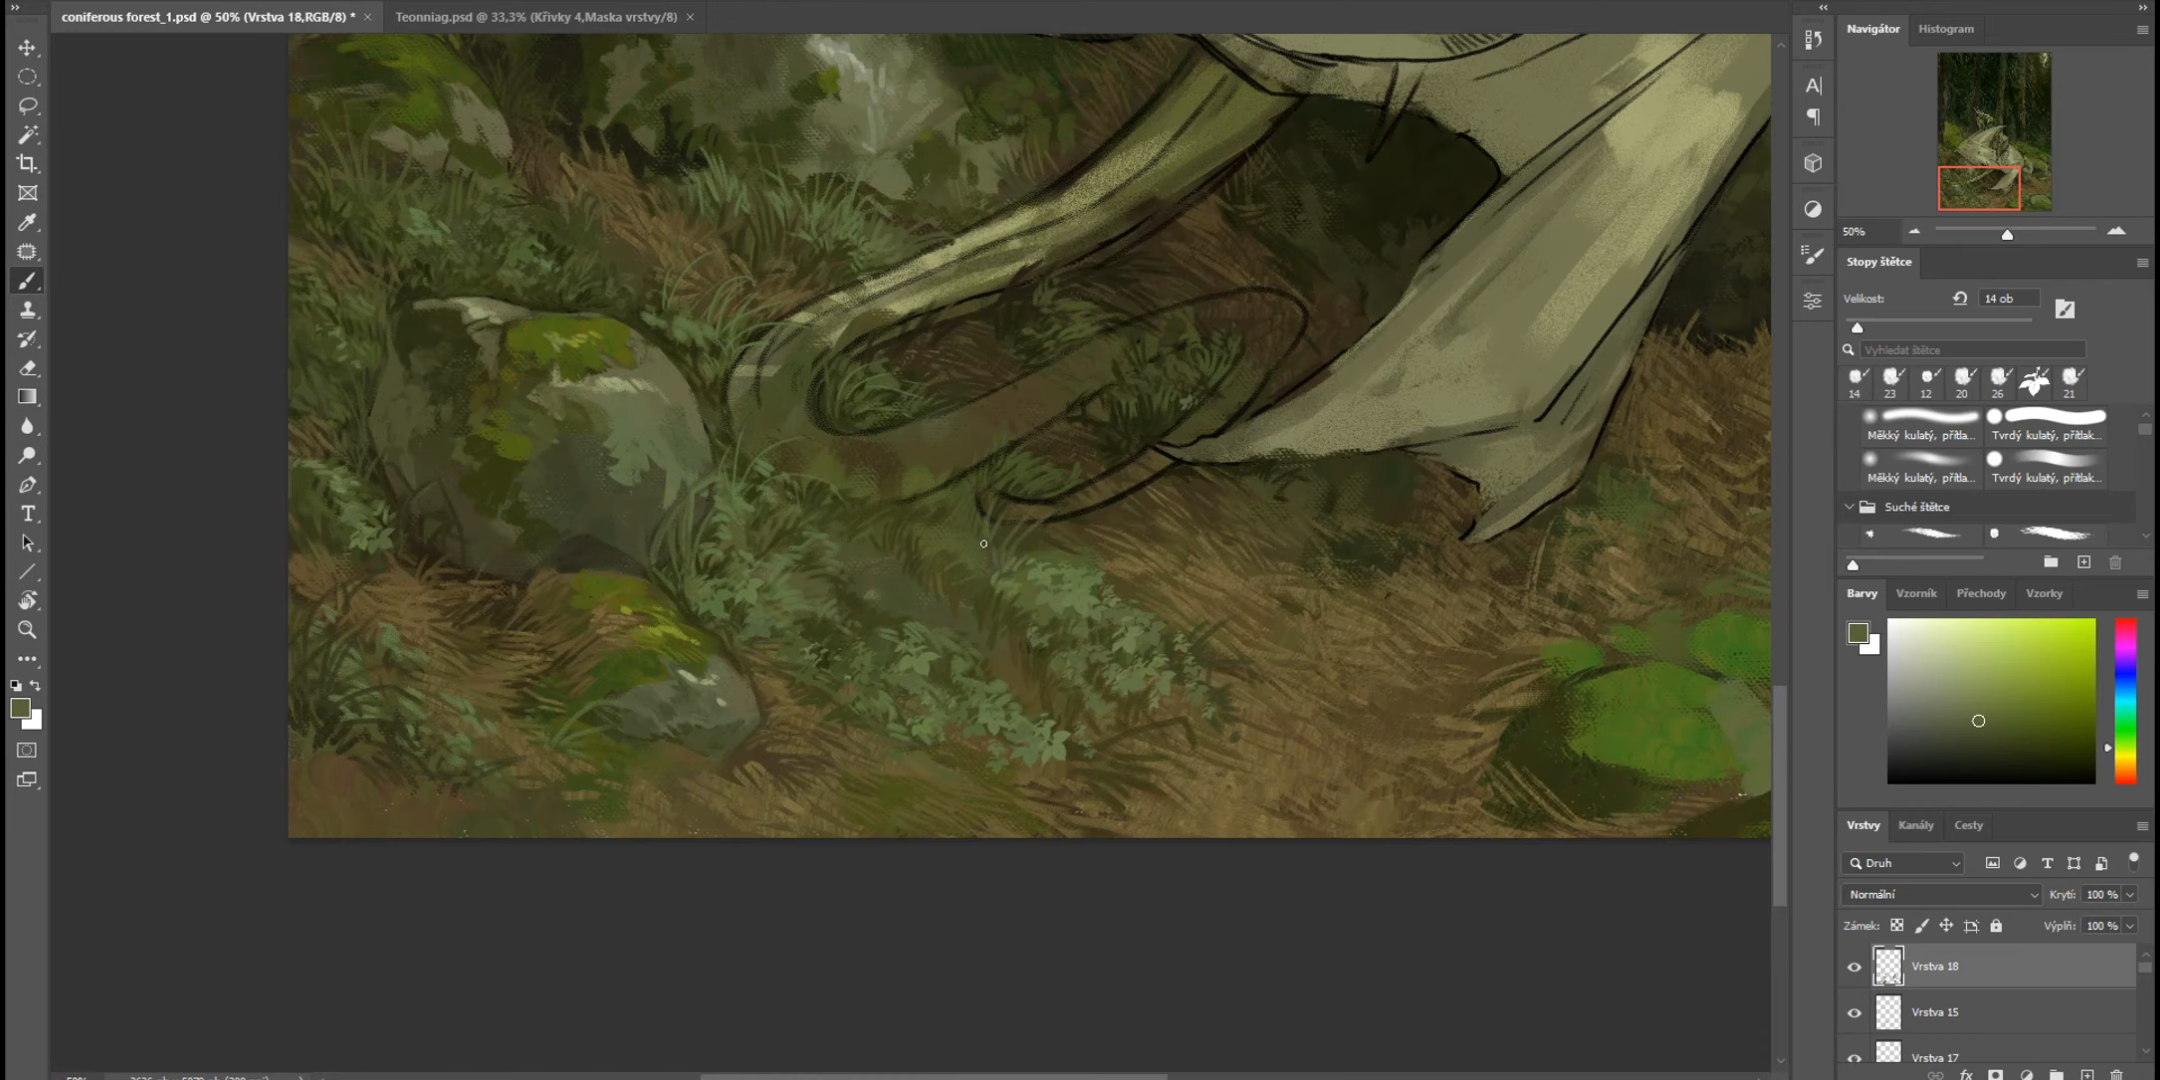 coniferous forest_1.psd @ 50% (Vrstva 18,RGB/8) *
Teonniag.psd @ 33,3% (Křivky 4,Maska vrstvy/8)
Navigátor
Histogram
50%
Stopy štětce
Velikost:
14 ob
Vyhledat štětce
14
23
12
20
26
21
Měkký kulatý, přítla...
Tvrdý kulatý, přítlak...
Měkký kulatý, přítla...
Tvrdý kulatý, přítlak...
Suché štětce
Barvy
Vzorník
Přechody
Vzorky
Vrstvy
Kanály
Cesty
Druh
Normální
Krytí:
100 %
Zámek:
Výplň:
100 %
Vrstva 18
Vrstva 15
Vrstva 17
fx